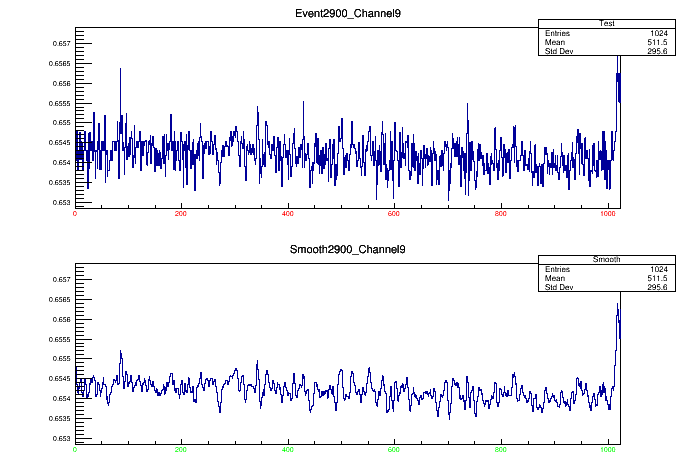 Event2900_Channel9
Test
Entries 1024
Mean 511.5
Std Dev 295.6
0.657
0.6565
0.656
0.6555
0.655
0.6545
0.654
0.6535
0.653
0 200 400 600 800 1000
Smooth2900_Channel9
Smooth
Entries 1024
Mean 511.5
Std Dev 295.6
0.657
0.6565
0.656
0.6555
0.655
0.6545
0.654
0.6535
0.653
0 200 400 600 800 1000